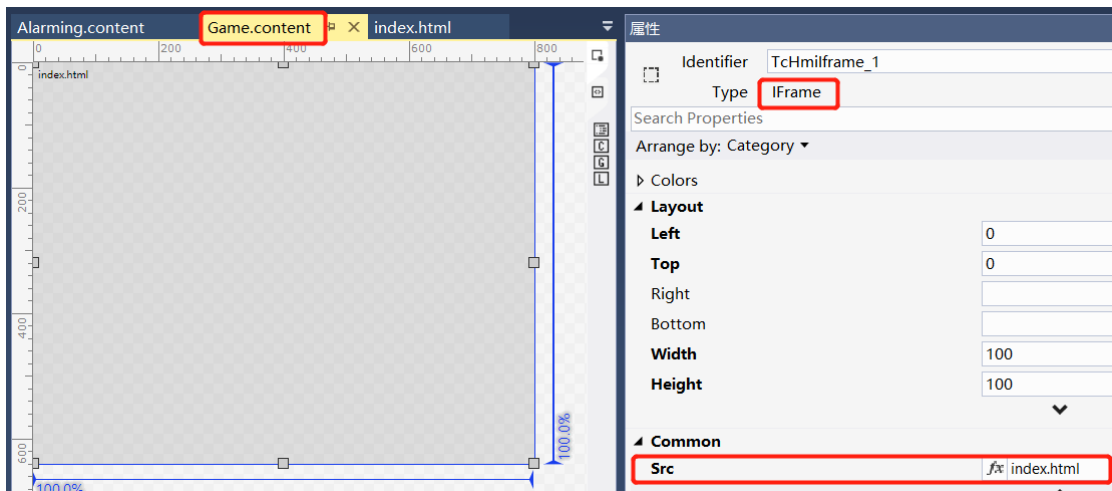 Alarming.content
Game.content
index.html
0
200
400
600
800
index.html
0
200
400
600
100.0%
100.0%
C
G
L
属性
Identifier
TcHmiIframe_1
Type
IFrame
Search Properties
Arrange by: Category
Colors
Layout
Left
0
Top
0
Right
Bottom
Width
100
Height
100
Common
Src
fx index.html